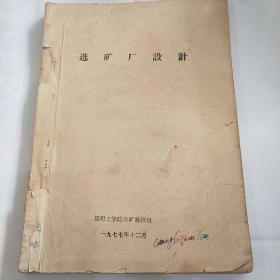 选矿厂設計
昆明工学院选矿教研组
一九七七年十二月